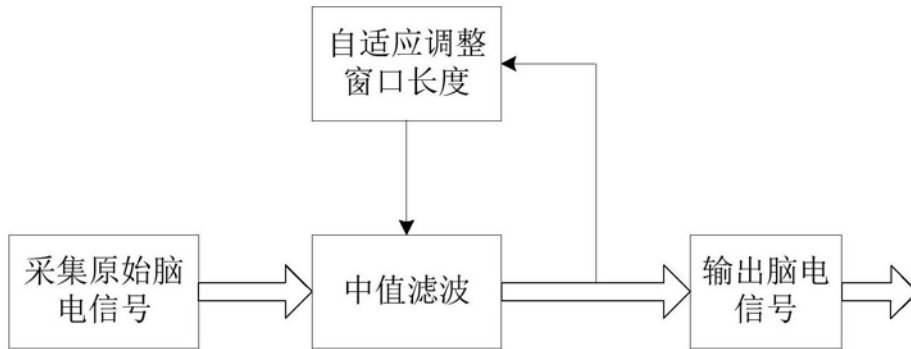 自适应调整
窗口长度
采集原始脑
电信号
中值滤波
输出脑电
信号